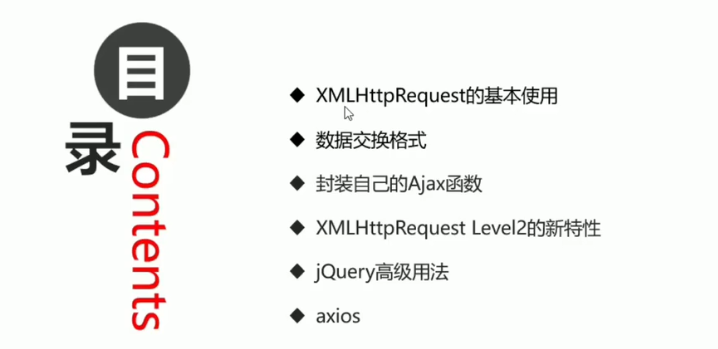 目录
Contents
XMLHttpRequest的基本使用
数据交换格式
封装自己的Ajax函数
XMLHttpRequest Level2的新特性
jQuery高级用法
axios